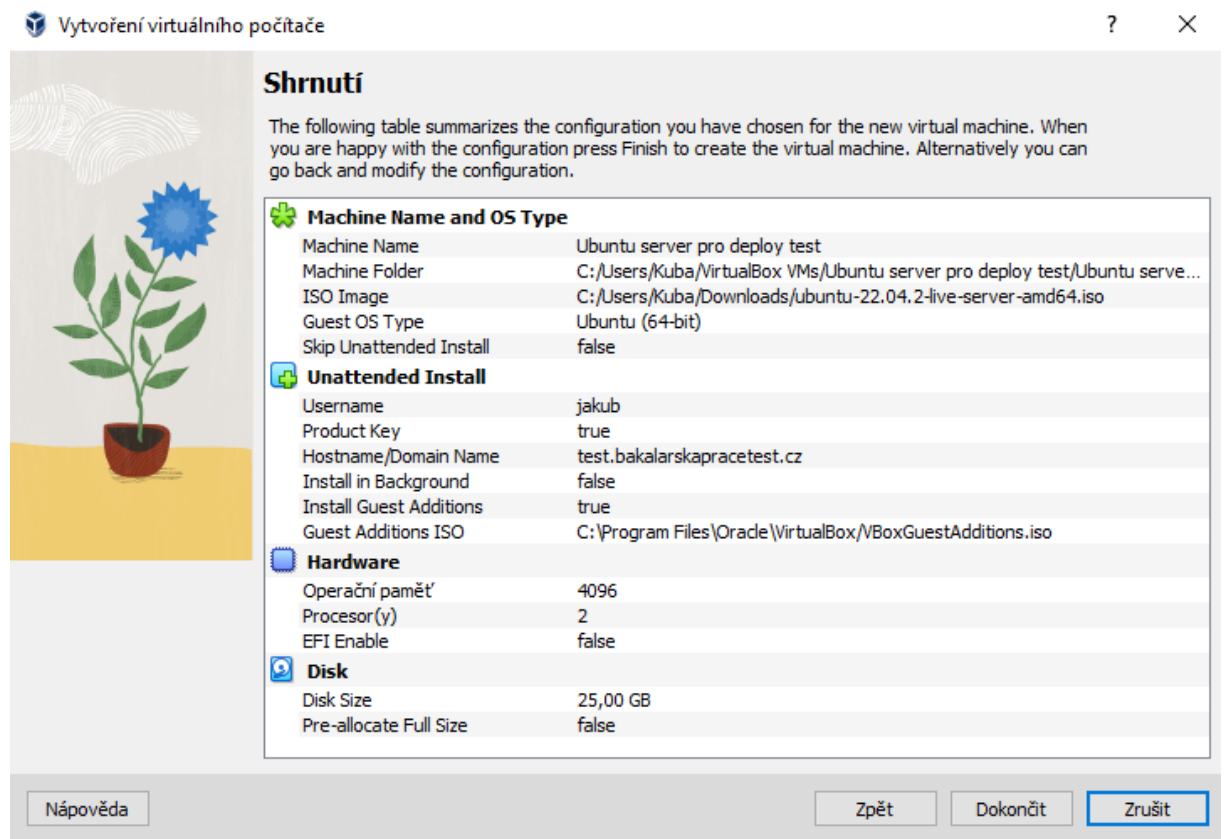 Vytvoření virtuálního počítače ?
Shrnutí
The following table summarizes the configuration you have chosen for the new virtual machine. When
you are happy with the configuration press Finish to create the virtual machine. Alternatively you can
go back and modify the configuration.
Machine Name and OS Type
Machine Name Ubuntu server pro deploy test
Machine Folder C:/Users/Kuba/VirtualBox VMs/Ubuntu server pro deploy test/Ubuntu serve...
ISO Image C:/Users/Kuba/Downloads/ubuntu-22.04.2-live-server-amd64.iso
Guest OS Type Ubuntu (64-bit)
Skip Unattended Install false
Unattended Install
Username jakub
Product Key true
Hostname/Domain Name test.bakalarskapracetest.cz
Install in Background false
Install Guest Additions true
Guest Additions ISO C:\Program Files\Oracle\VirtualBox/VBoxGuestAdditions.iso
Hardware
Operační paměť 4096
Procesor(y) 2
EFI Enable false
Disk
Disk Size 25,00 GB
Pre-allocate Full Size false
Nápověda Zpět Dokončit Zrušit